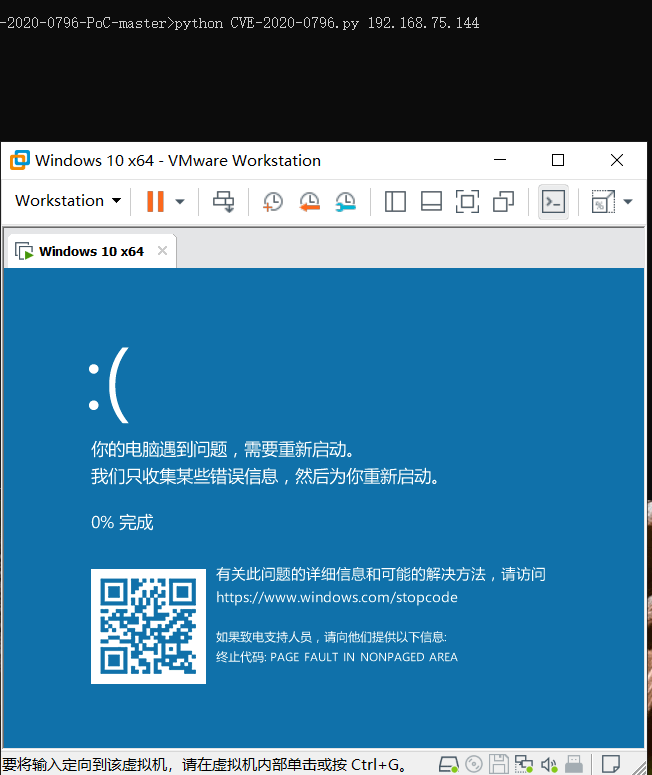 -2020-0796-PoC-master>python CVE-2020-0796.py 192.168.75.144
Windows 10 x64 - VMware Workstation
Workstation
Windows 10 x64
:(
你的电脑遇到问题，需要重新启动。
我们只收集某些错误信息，然后为你重新启动。
0% 完成
有关此问题的详细信息和可能的解决方法，请访问
https://www.windows.com/stopcode
如果致电支持人员，请向他们提供以下信息:
终止代码: PAGE FAULT IN NONPAGED AREA
要将输入定向到该虚拟机，请在虚拟机内部单击或按 Ctrl+G。